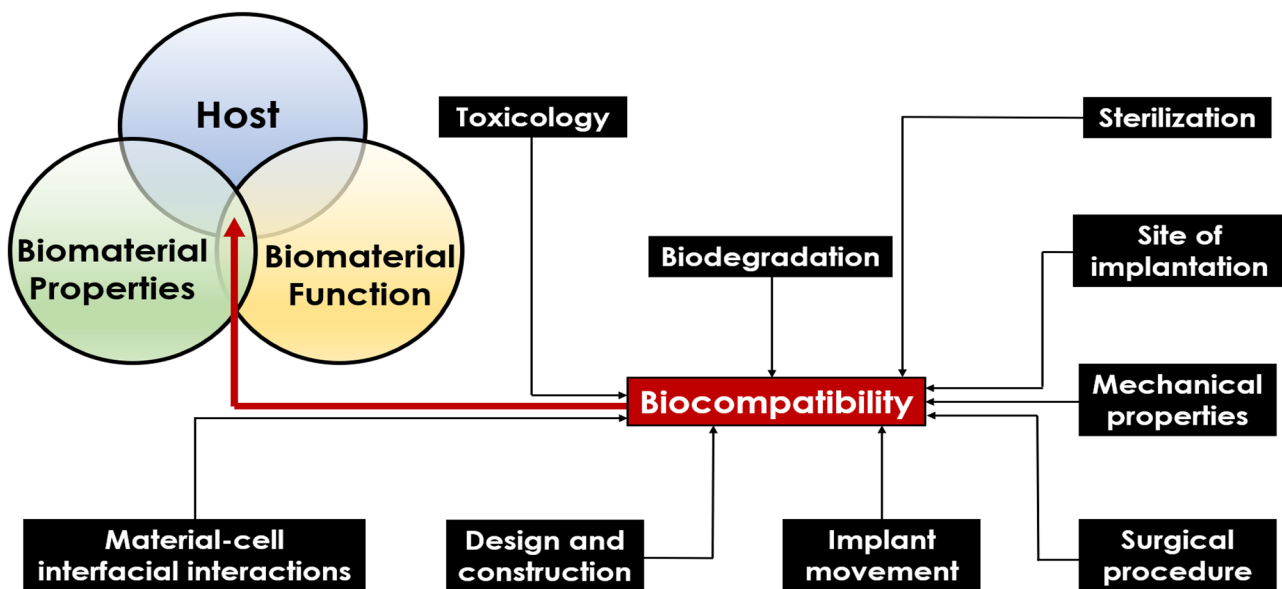 Host
Biomaterial
Properties
Biomaterial
Function
Toxicology
Sterilization
Biodegradation
Site of
implantation
Biocompatibility
Mechanical
properties
Material-cell
interfacial interactions
Design and
construction
Implant
movement
Surgical
procedure